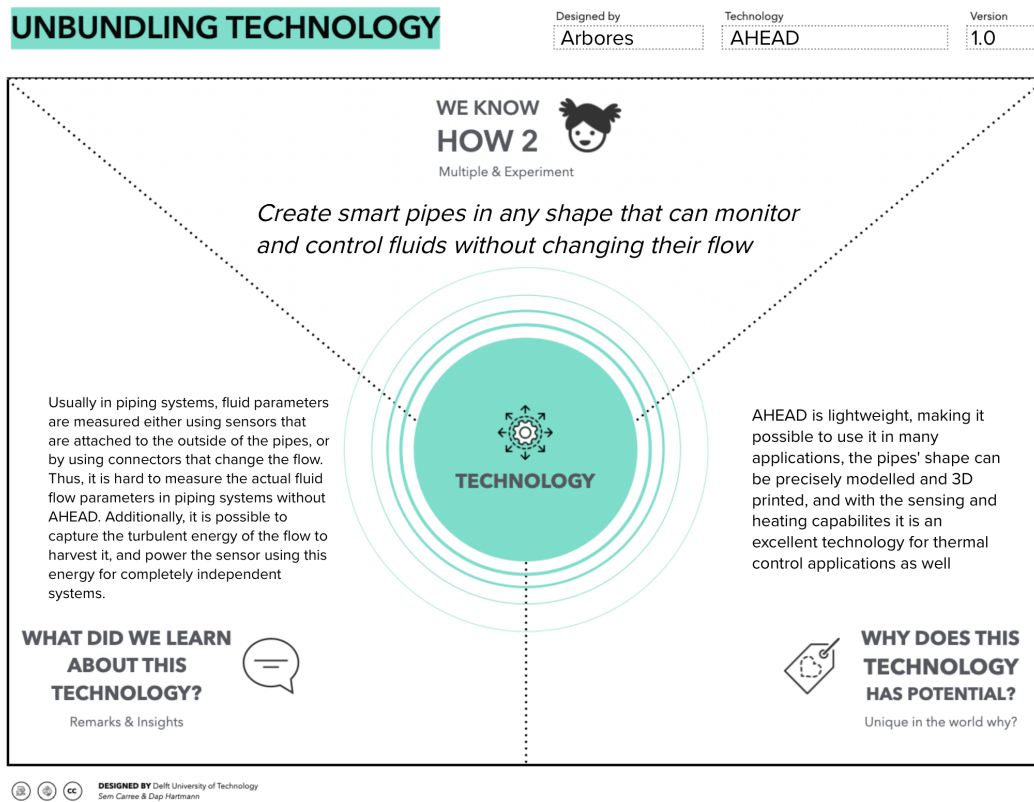 UNBUNDLING TECHNOLOGY
Designed by
Arbores
Technology
AHEAD
Version
1.0
WE KNOW
HOW 2
Multiple & Experiment
Create smart pipes in any shape that can monitor
and control fluids without changing their flow
Usually in piping systems, fluid parameters
are measured either using sensors that
are attached to the outside of the pipes, or
by using connectors that change the flow.
Thus, it is hard to measure the actual fluid
flow parameters in piping systems without
AHEAD. Additionally, it is possible to
capture the turbulent energy of the flow to
harvest it, and power the sensor using this
energy for completely independent
systems.
WHAT DID WE LEARN
ABOUT THIS
TECHNOLOGY?
Remarks & Insights
TECHNOLOGY
AHEAD is lightweight, making it
possible to use it in many
applications, the pipes' shape can
be precisely modelled and 3D
printed, and with the sensing and
heating capabilites it is an
excellent technology for thermal
control applications as well
WHY DOES THIS
TECHNOLOGY
HAS POTENTIAL?
Unique in the world why?
cc
DESIGNED BY Delft University of Technology
Sem Carree & Dap Hartmann